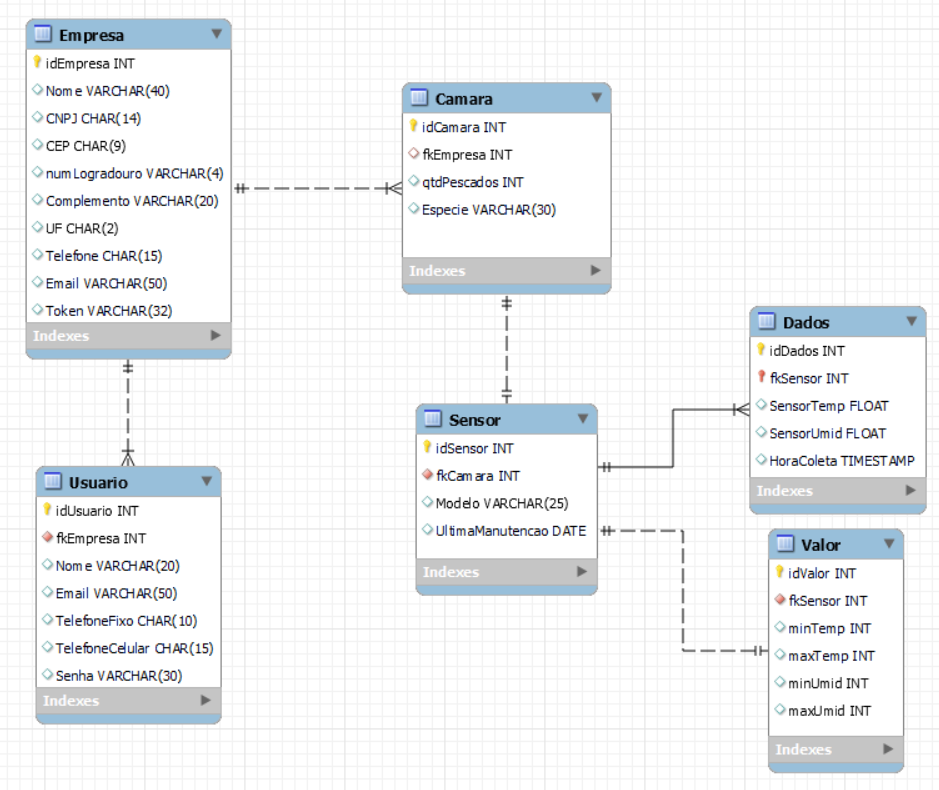 Empresa
idEmpresa INT
Nome VARCHAR(40)
CNPJ CHAR(14)
CEP CHAR(9)
numLogradouro VARCHAR(4)
Complemento VARCHAR(20)
UF CHAR(2)
Telefone CHAR(15)
Email VARCHAR(50)
Token VARCHAR(32)
Indexes
Camara
idCamara INT
fkEmpresa INT
qtdPescados INT
Especie VARCHAR(30)
Indexes
Usuario
idUsuario INT
fkEmpresa INT
Nome VARCHAR(20)
Email VARCHAR(50)
TelefoneFixo CHAR(10)
TelefoneCelular CHAR(15)
Senha VARCHAR(30)
Indexes
Sensor
idSensor INT
fkCamara INT
Modelo VARCHAR(25)
UltimaManutencao DATE
Indexes
Dados
idDados INT
fkSensor INT
SensorTemp FLOAT
SensorUmid FLOAT
HoraColeta TIMESTAMP
Indexes
Valor
idValor INT
fkSensor INT
minTemp INT
maxTemp INT
minUmid INT
maxUmid INT
Indexes